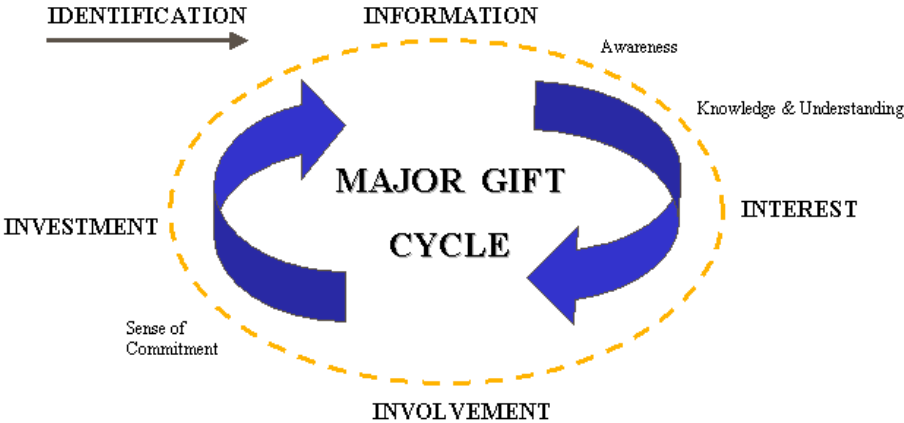 IDENTIFICATION
INFORMATION
Awareness
Knowledge & Understanding
MAJOR GIFT
CYCLE
INTEREST
INVESTMENT
Sense of
Commitment
INVOLVEMENT